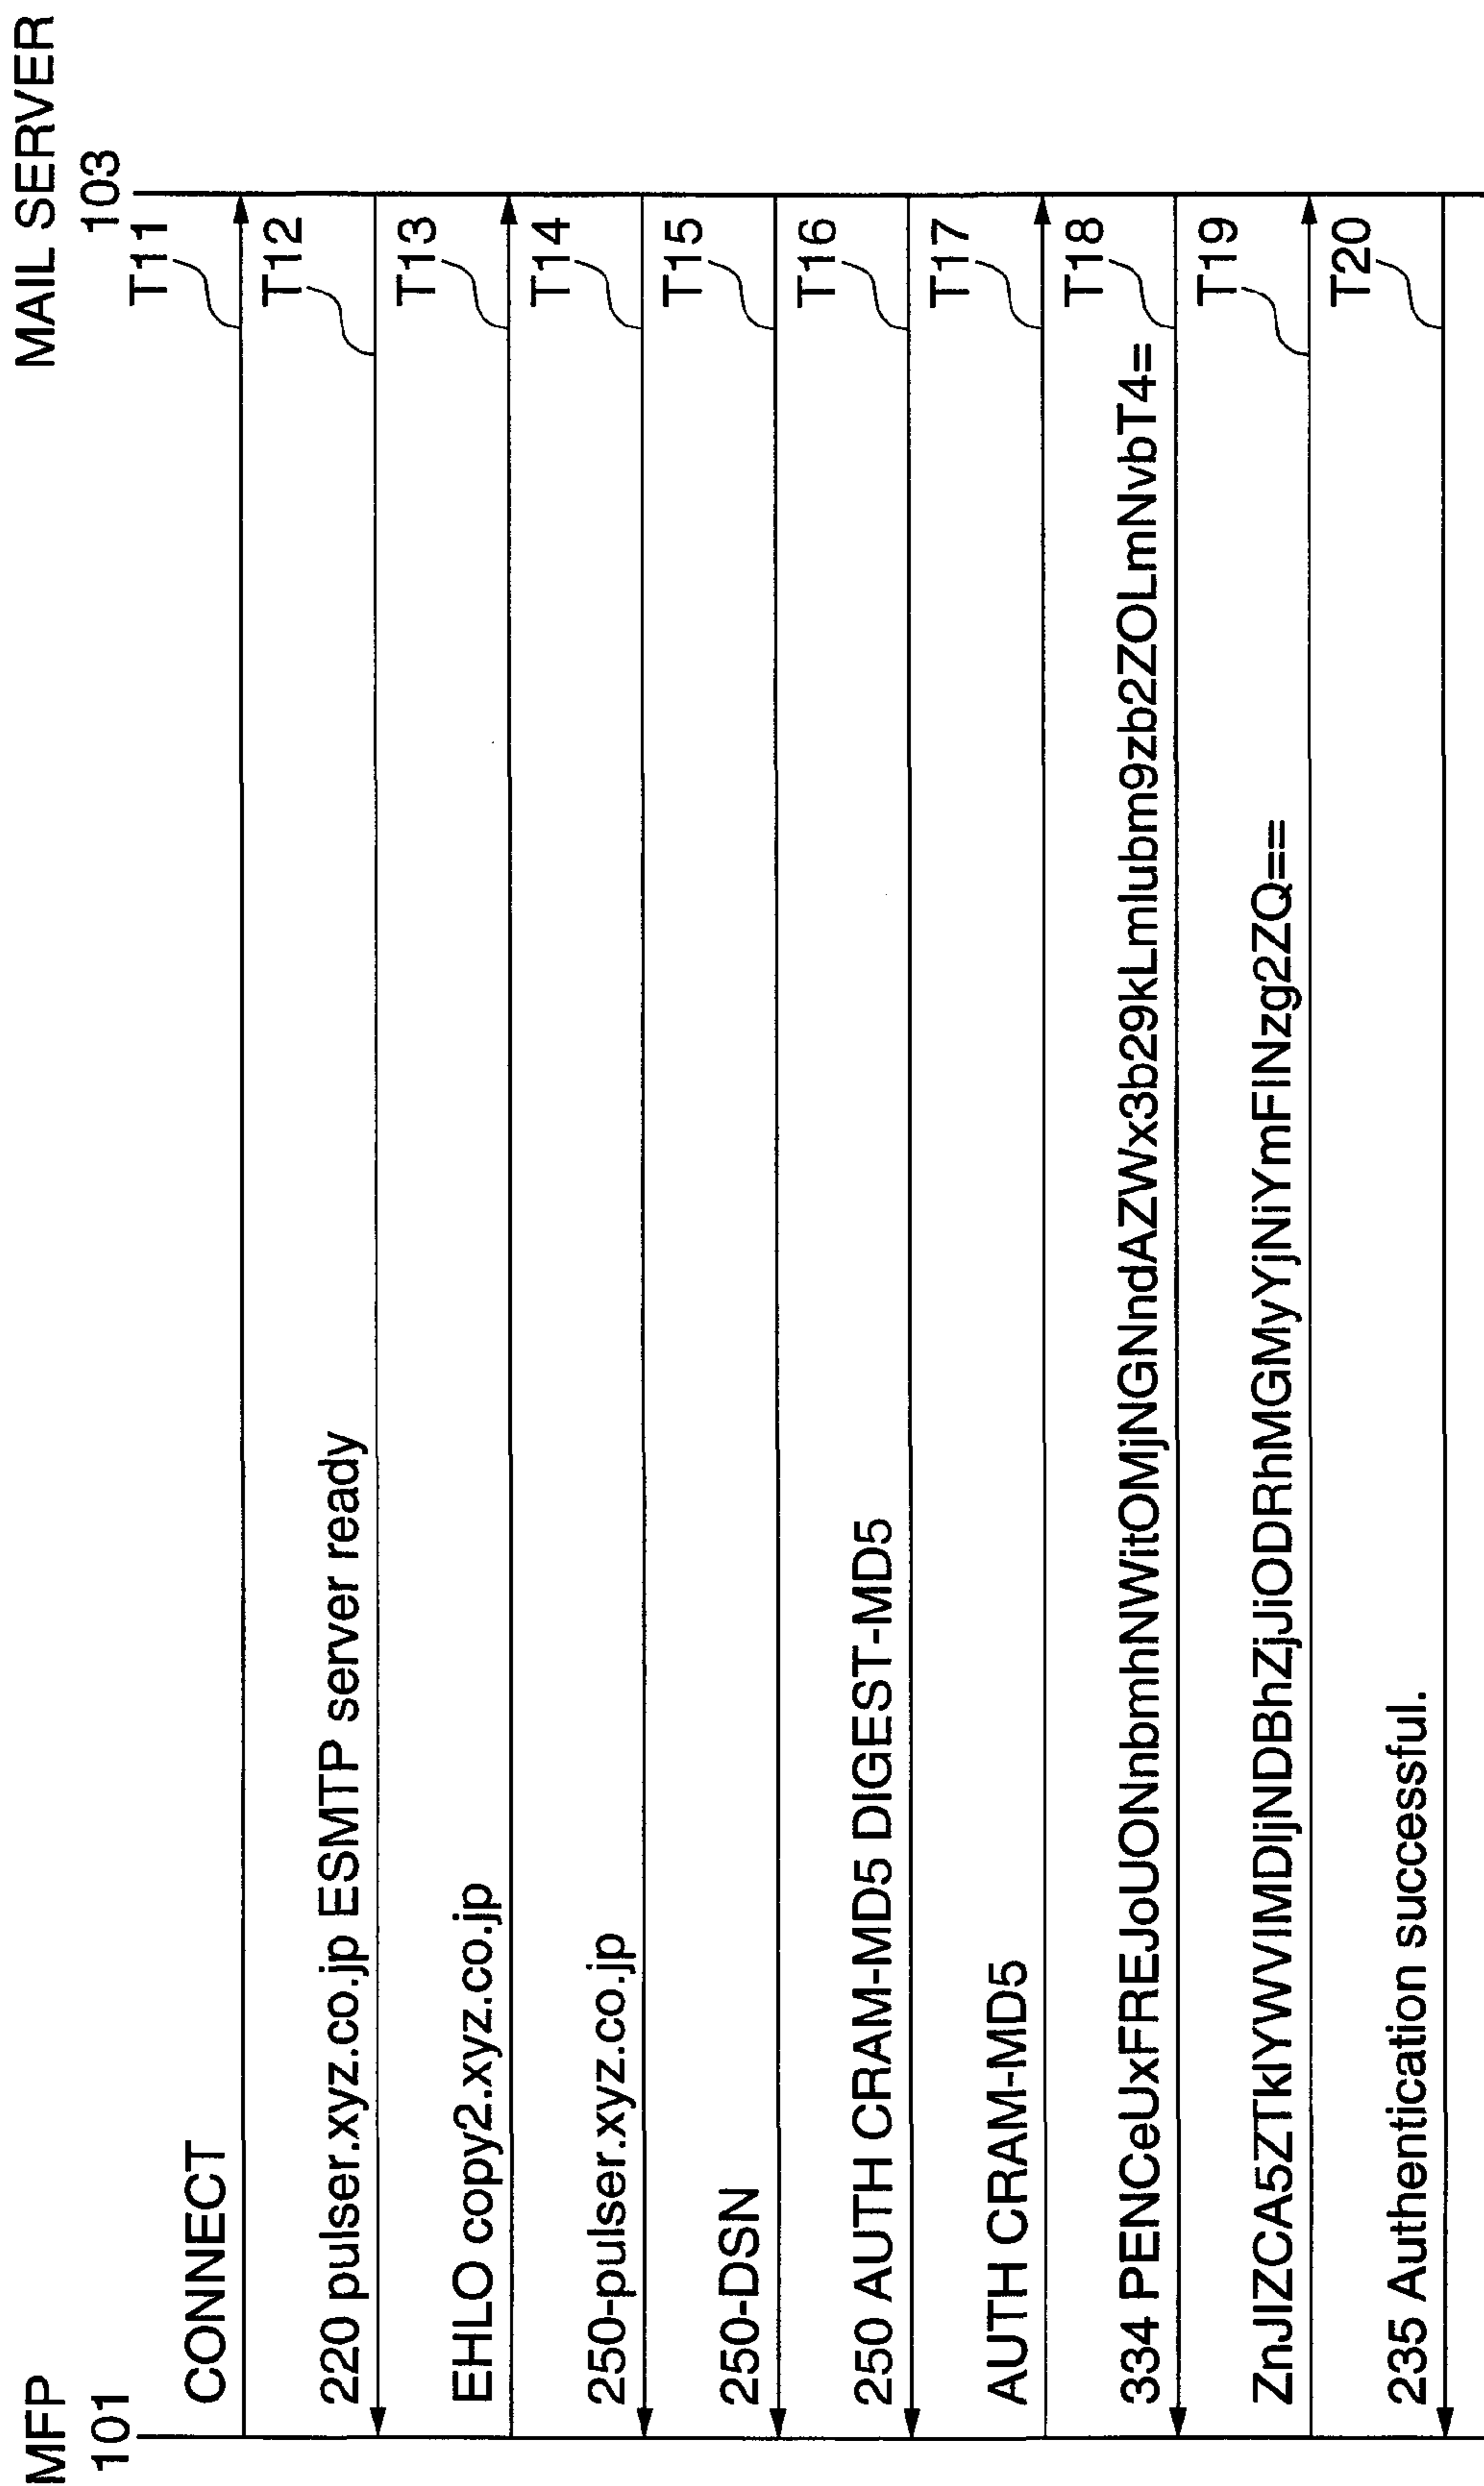 MFP
101
MAIL SERVER
103
CONNECT
T11
220 pulser.xyz.co.jp ESMTP server ready
T12
EHLO copy2.xyz.co.jp
T13
250-pulser.xyz.co.jp
T14
250-DSN
T15
250 AUTH CRAM-MD5 DIGEST-MD5
T16
AUTH CRAM-MD5
T17
334 PENCeUxFREJoUONnbmhNWitOMjNGNndAZWx3b29kLmlubm9zb2ZOLmNvbT4=
T18
ZnJlZCA5ZTklYWVlMDljNDBhZjJiODRhMGMyYjNiYmFlNzg2ZQ==
T19
235 Authentication successful.
T20